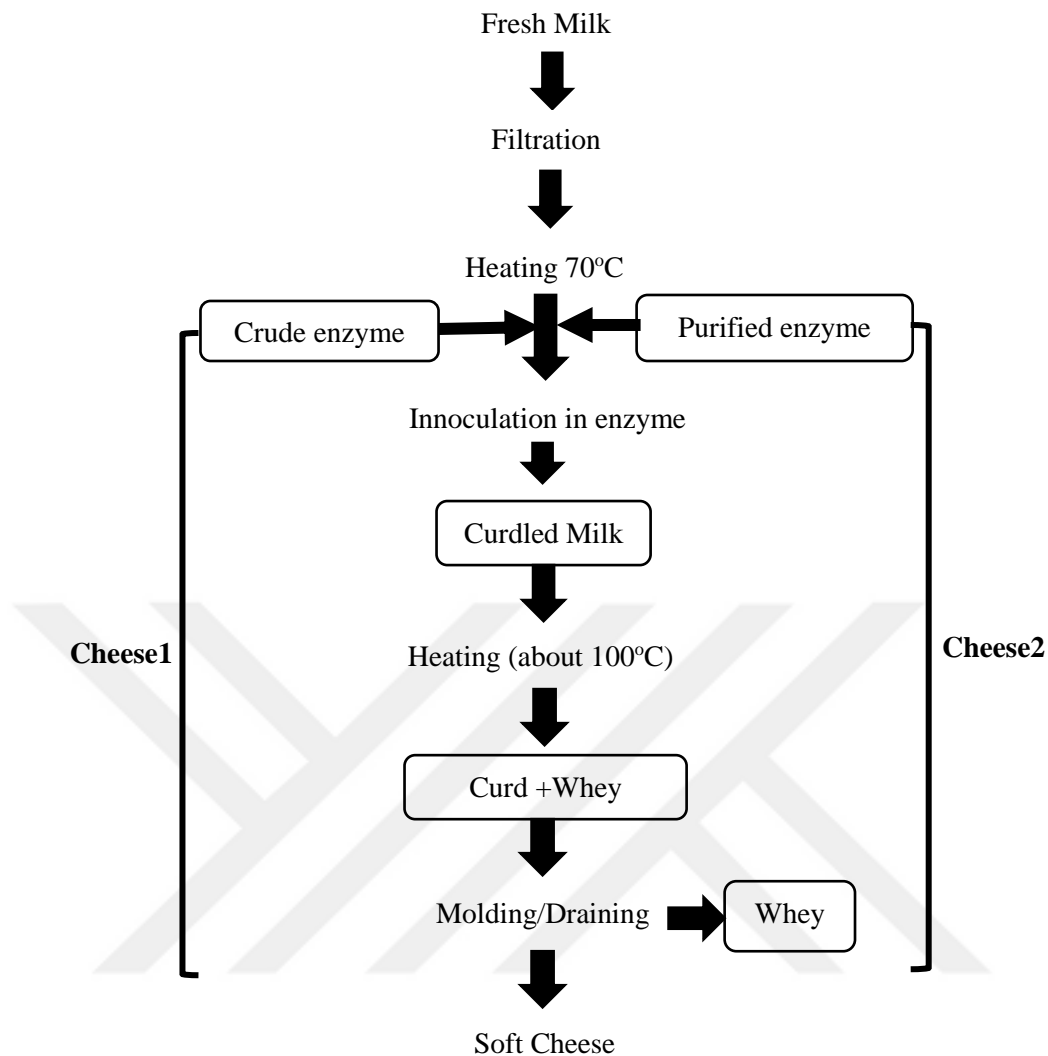 Fresh Milk
Filtration
Heating 70ºC
Crude enzyme
Purified enzyme
Innoculation in enzyme
Curdled Milk
Cheese1
Heating (about 100ºC)
Cheese2
Curd +Whey
Molding/Draining
Whey
Soft Cheese